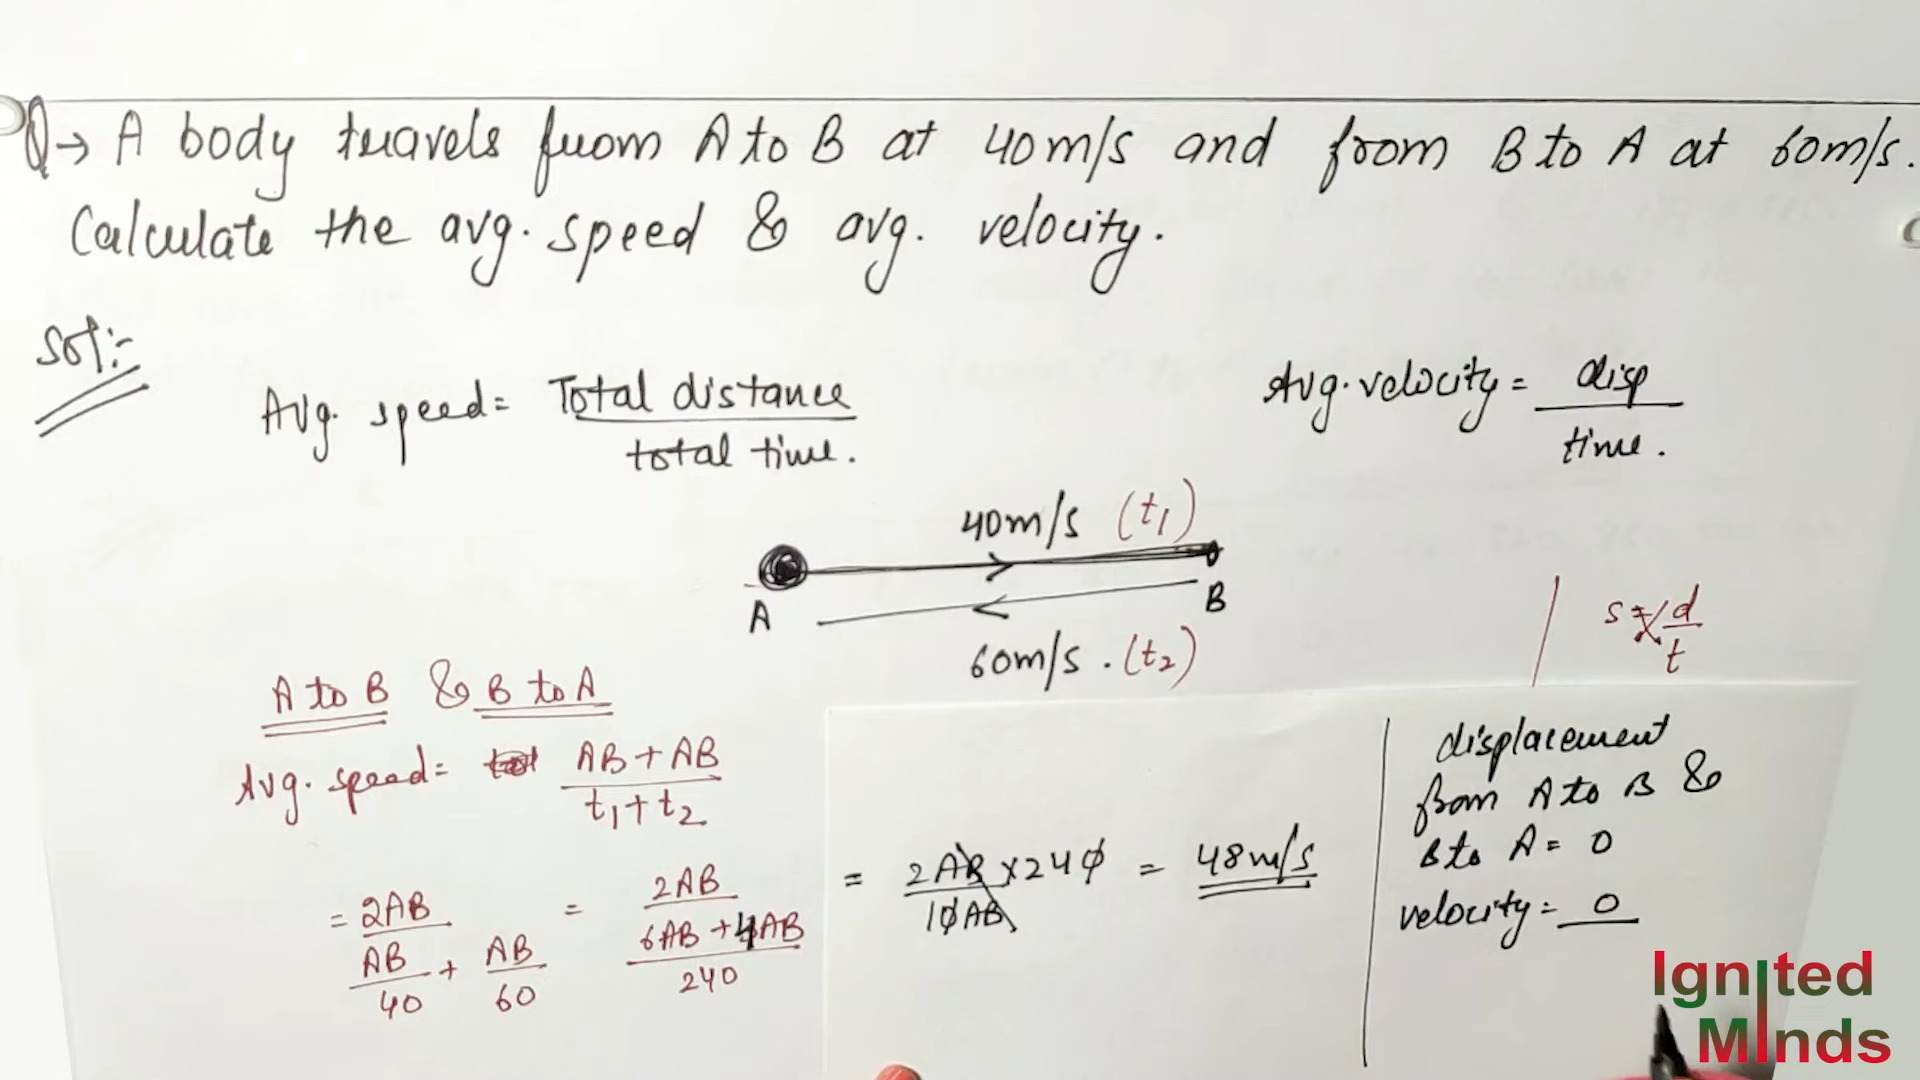 Q→ A body travels from A to B at 40m/s and from B to A at 60m/s.
Calculate the avg. speed & avg. velocity.
Sol:-
Avg. speed = Total distance / total time.
Avg. velocity = disp / time.
40m/s (t₁)
A
B
60m/s. (t₂)
s = d / t
A to B & B to A
Avg. speed = AB + AB / t₁ + t₂
= 2AB / AB/40 + AB/60 = 2AB / 6AB + 4AB / 240
= 2AB × 240 / 10AB = 48m/s
displacement
from A to B &
B to A = 0
velocity = 0
Ignited
Minds